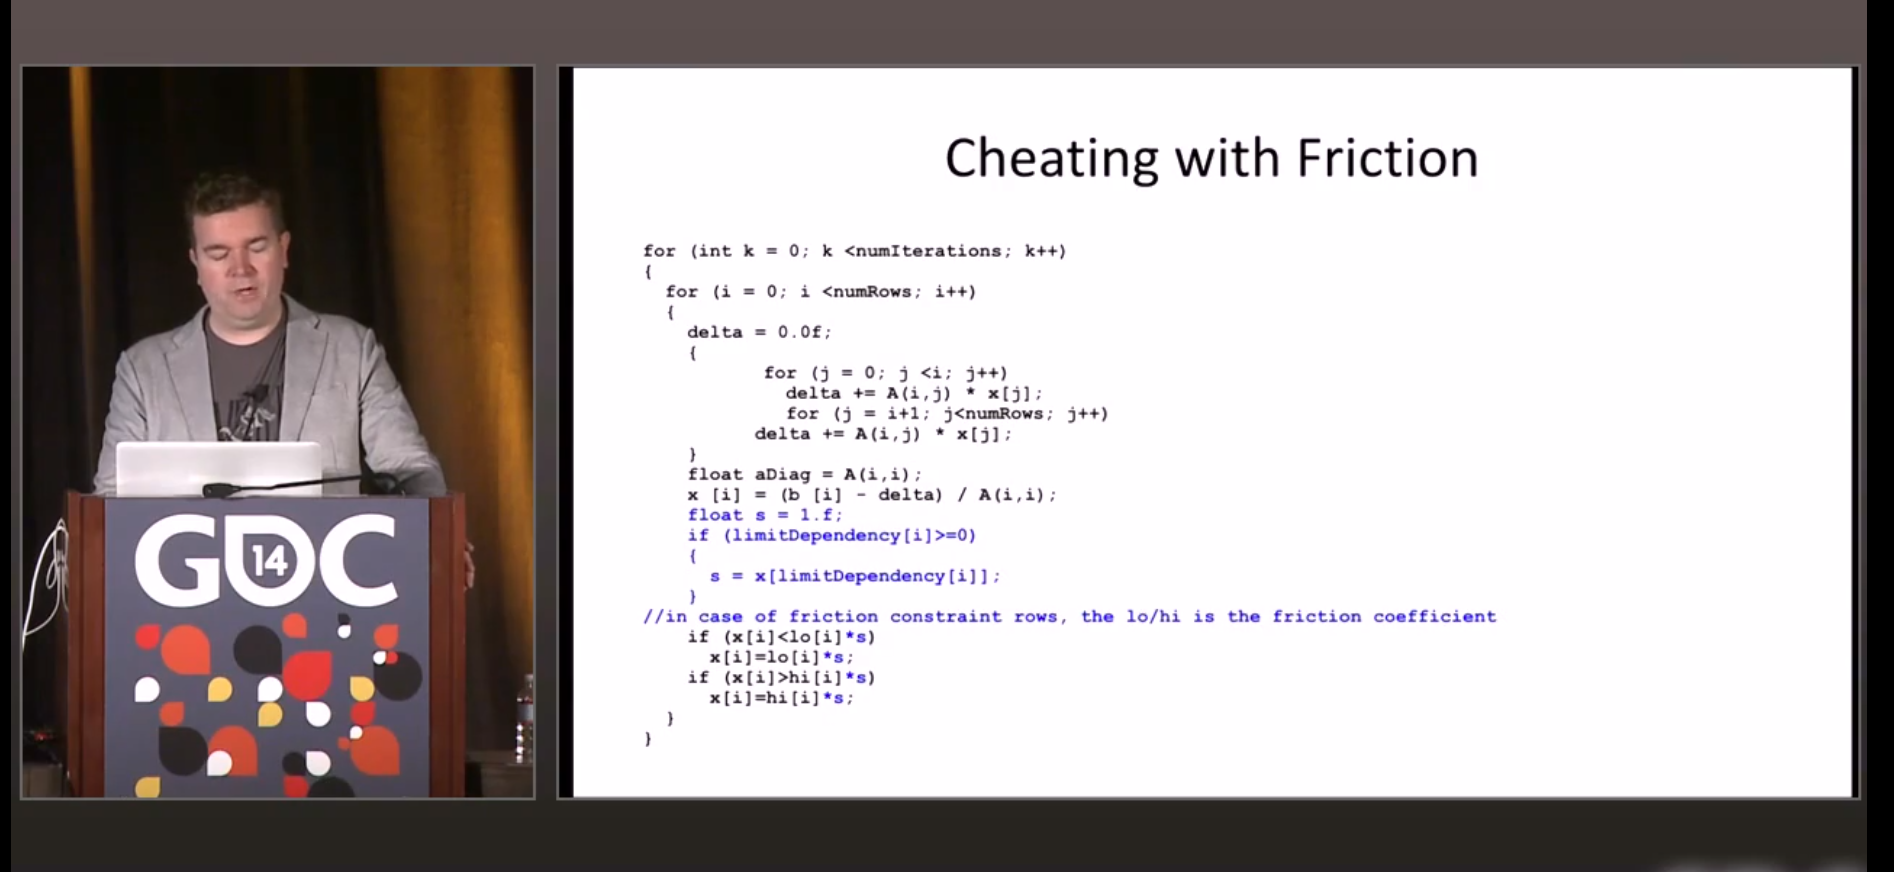 Cheating with Friction
for (int k = 0; k <numIterations; k++)
{
for (i = 0; i <numRows; i++)
{
delta = 0.0f;
{
for (j = 0; j <i; j++)
delta += A(i,j) * x[j];
for (j = i+1; j<numRows; j++)
delta += A(i,j) * x[j];
}
float aDiag = A(i,i);
x [i] = (b [i] - delta) / A(i,i);
float s = 1.f;
if (limitDependency[i]>=0)
{
s = x[limitDependency[i]];
}
//in case of friction constraint rows, the lo/hi is the friction coefficient
if (x[i]<lo[i]*s)
x[i]=lo[i]*s;
if (x[i]>hi[i]*s)
x[i]=hi[i]*s;
}
}
GDC
14